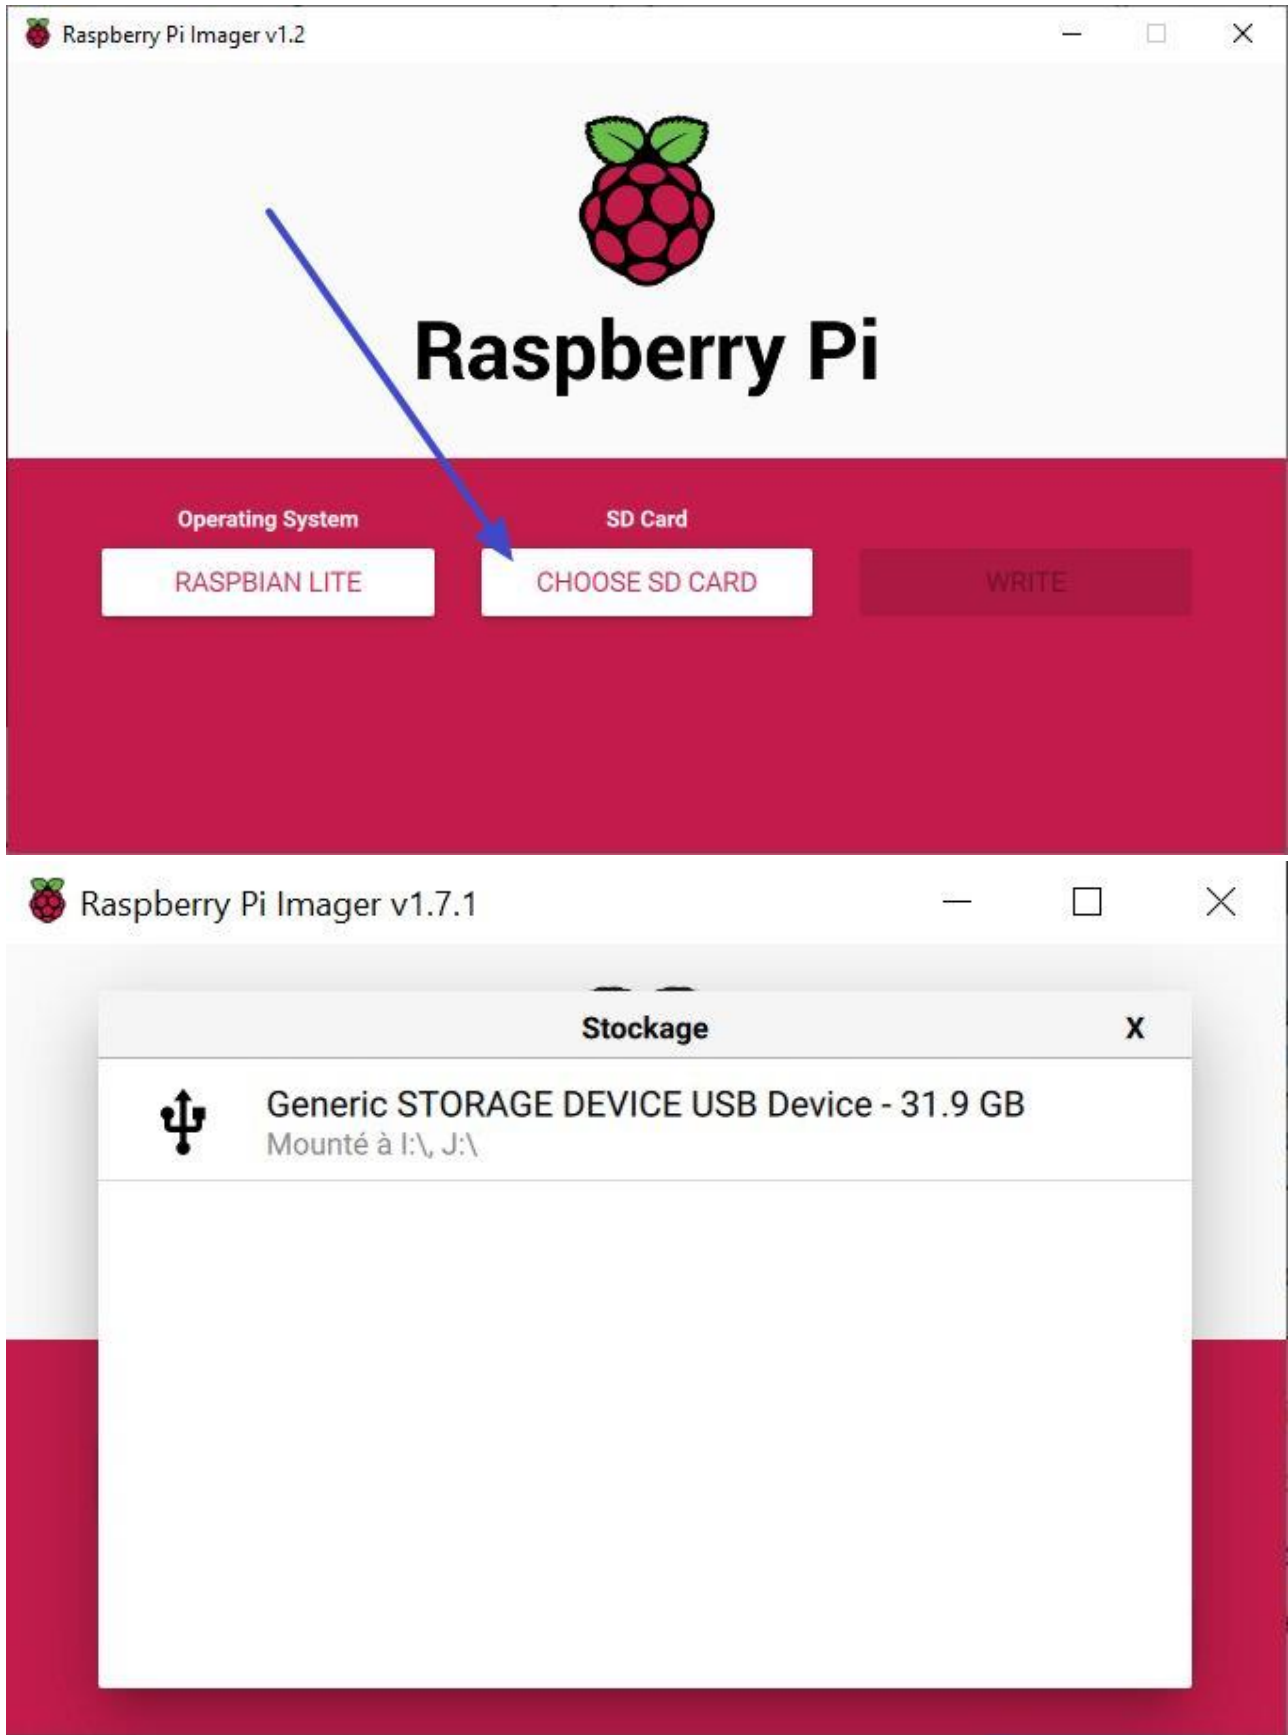 Raspberry Pi Imager v1.2
Raspberry Pi
Operating System
SD Card
RASPBIAN LITE
CHOOSE SD CARD
WRITE
Raspberry Pi Imager v1.7.1
Stockage
X
Generic STORAGE DEVICE USB Device - 31.9 GB
Mounté à I:\, J:\